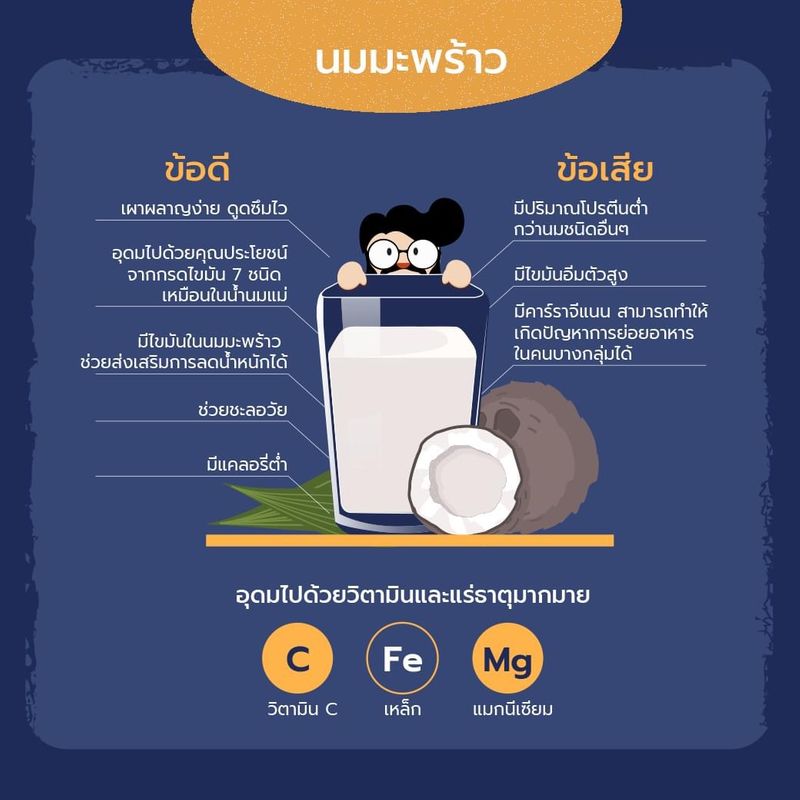 นมมะพร้าว
ข้อดี
เผาผลาญง่าย ดูดซึมไว
อุดมไปด้วยคุณประโยชน์
จากกรดไขมัน 7 ชนิด
เหมือนในน้ำนมแม่
มีไขมันในนมมะพร้าว
ช่วยส่งเสริมการลดน้ำหนักได้
ช่วยชะลอวัย
มีแคลอรี่ต่ำ
ข้อเสีย
มีปริมาณโปรตีนต่ำ
กว่านมชนิดอื่นๆ
มีไขมันอิ่มตัวสูง
มีคาร์ราจีแนน สามารถทำให้
เกิดปัญหาการย่อยอาหาร
ในคนบางกลุ่มได้
อุดมไปด้วยวิตามินและแร่ธาตุมากมาย
C Fe Mg
วิตามิน C เหล็ก แมกนีเซียม